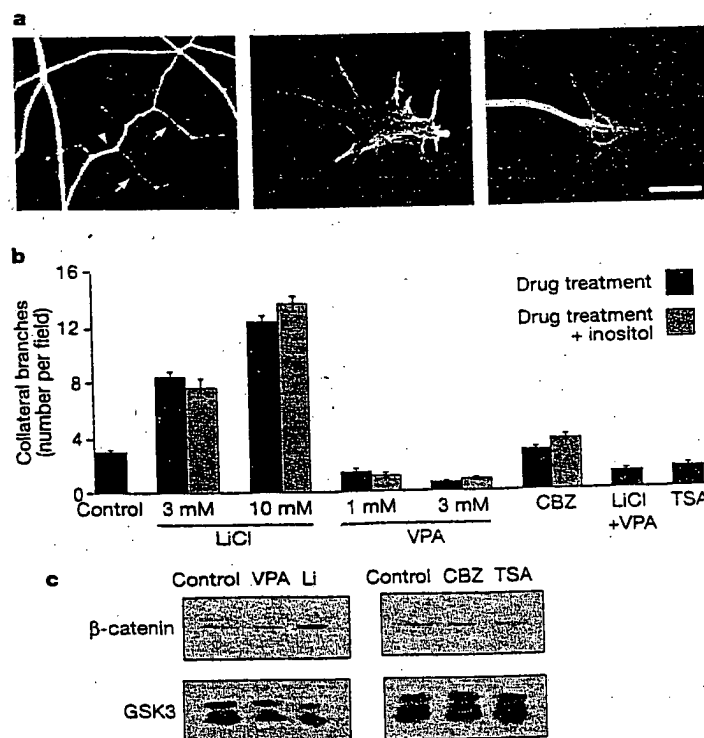 a
b
16
12
8
4
0
Collateral branches
(number per field)
Drug treatment
Drug treatment
+ inositol
Control
3 mM
10 mM
1 mM
3 mM
CBZ
LiCl
+VPA
TSA
LiCl
VPA
c
Control VPA Li
Control CBZ TSA
β-catenin
GSK3